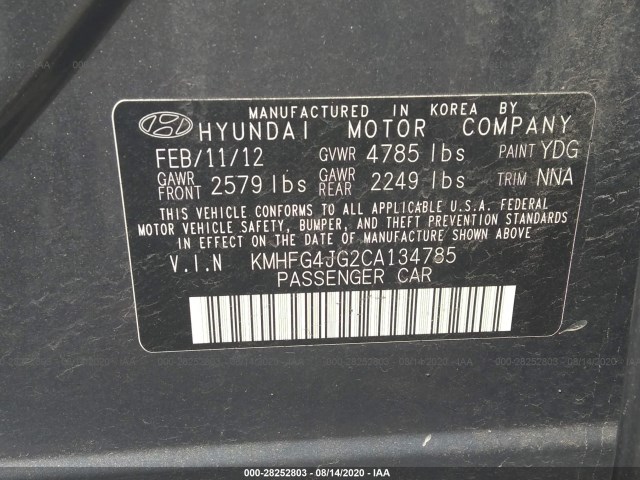 MANUFACTURED IN KOREA BY
HYUNDAI MOTOR COMPANY
FEB/11/12 GVWR 4785 lbs PAINT YDG
GAWR FRONT 2579 lbs GAWR REAR 2249 lbs TRIM NNA
THIS VEHICLE CONFORMS TO ALL APPLICABLE U.S.A. FEDERAL
MOTOR VEHICLE SAFETY, BUMPER, AND THEFT PREVENTION STANDARDS
IN EFFECT ON THE DATE OF MANUFACTURE SHOWN ABOVE
V.I.N KMHFG4JG2CA134785
PASSENGER CAR
000-28252803 - 08/14/2020 - IAA